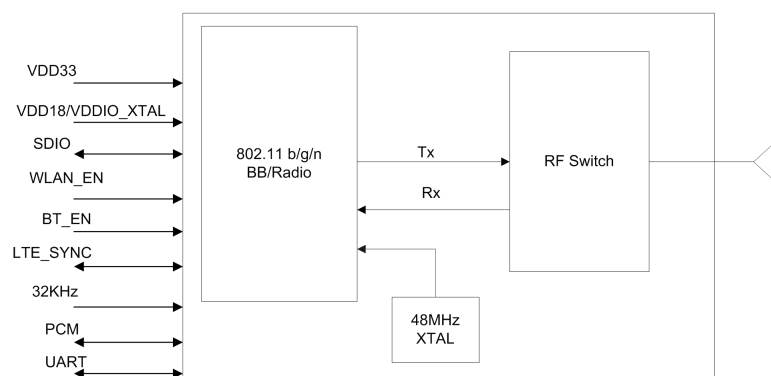 VDD33
VDD18/VDDIO_XTAL
SDIO
WLAN_EN
BT_EN
LTE_SYNC
32KHz
PCM
UART
802.11 b/g/n
BB/Radio
Tx
Rx
RF Switch
48MHz
XTAL